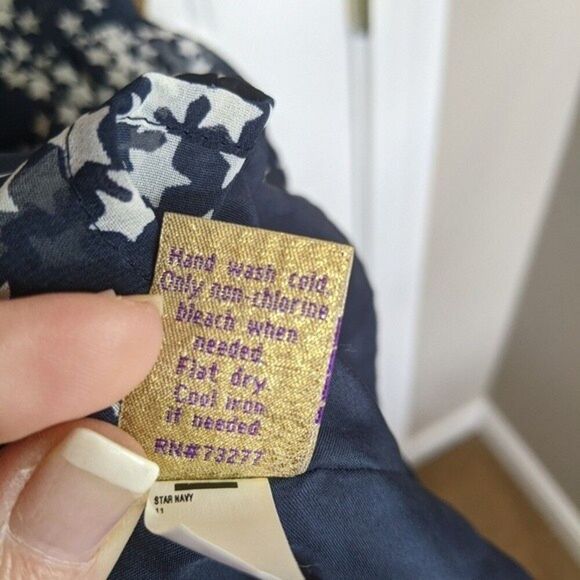 Hand wash cold.
Only non-chlorine
bleach when
needed.
Flat dry.
Cool iron
if needed.
RN#73277
STAR NAVY
11